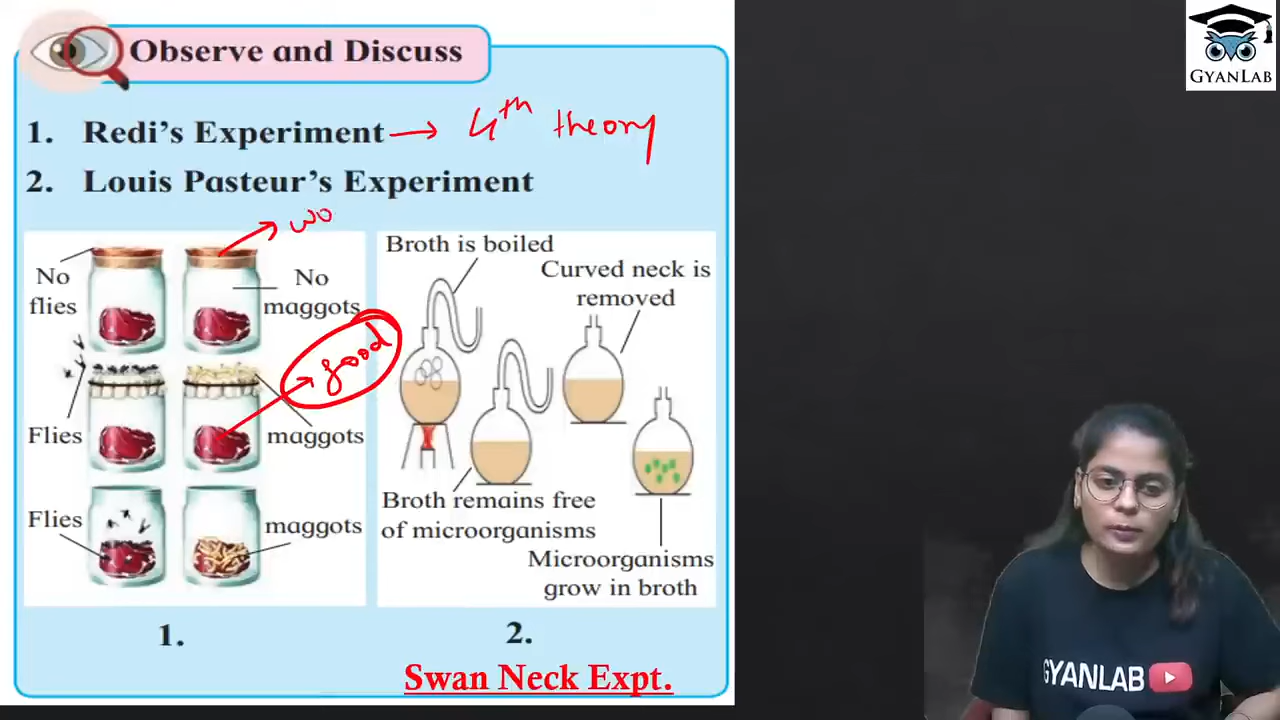 Observe and Discuss
1. Redi's Experiment → 4th theory
2. Louis Pasteur's Experiment
wo
No flies
No maggots
food
Flies
maggots
Flies
maggots
1.
Broth is boiled
Curved neck is removed
Broth remains free of microorganisms
Microorganisms grow in broth
2.
Swan Neck Expt.
GYANLAB
GYANLAB